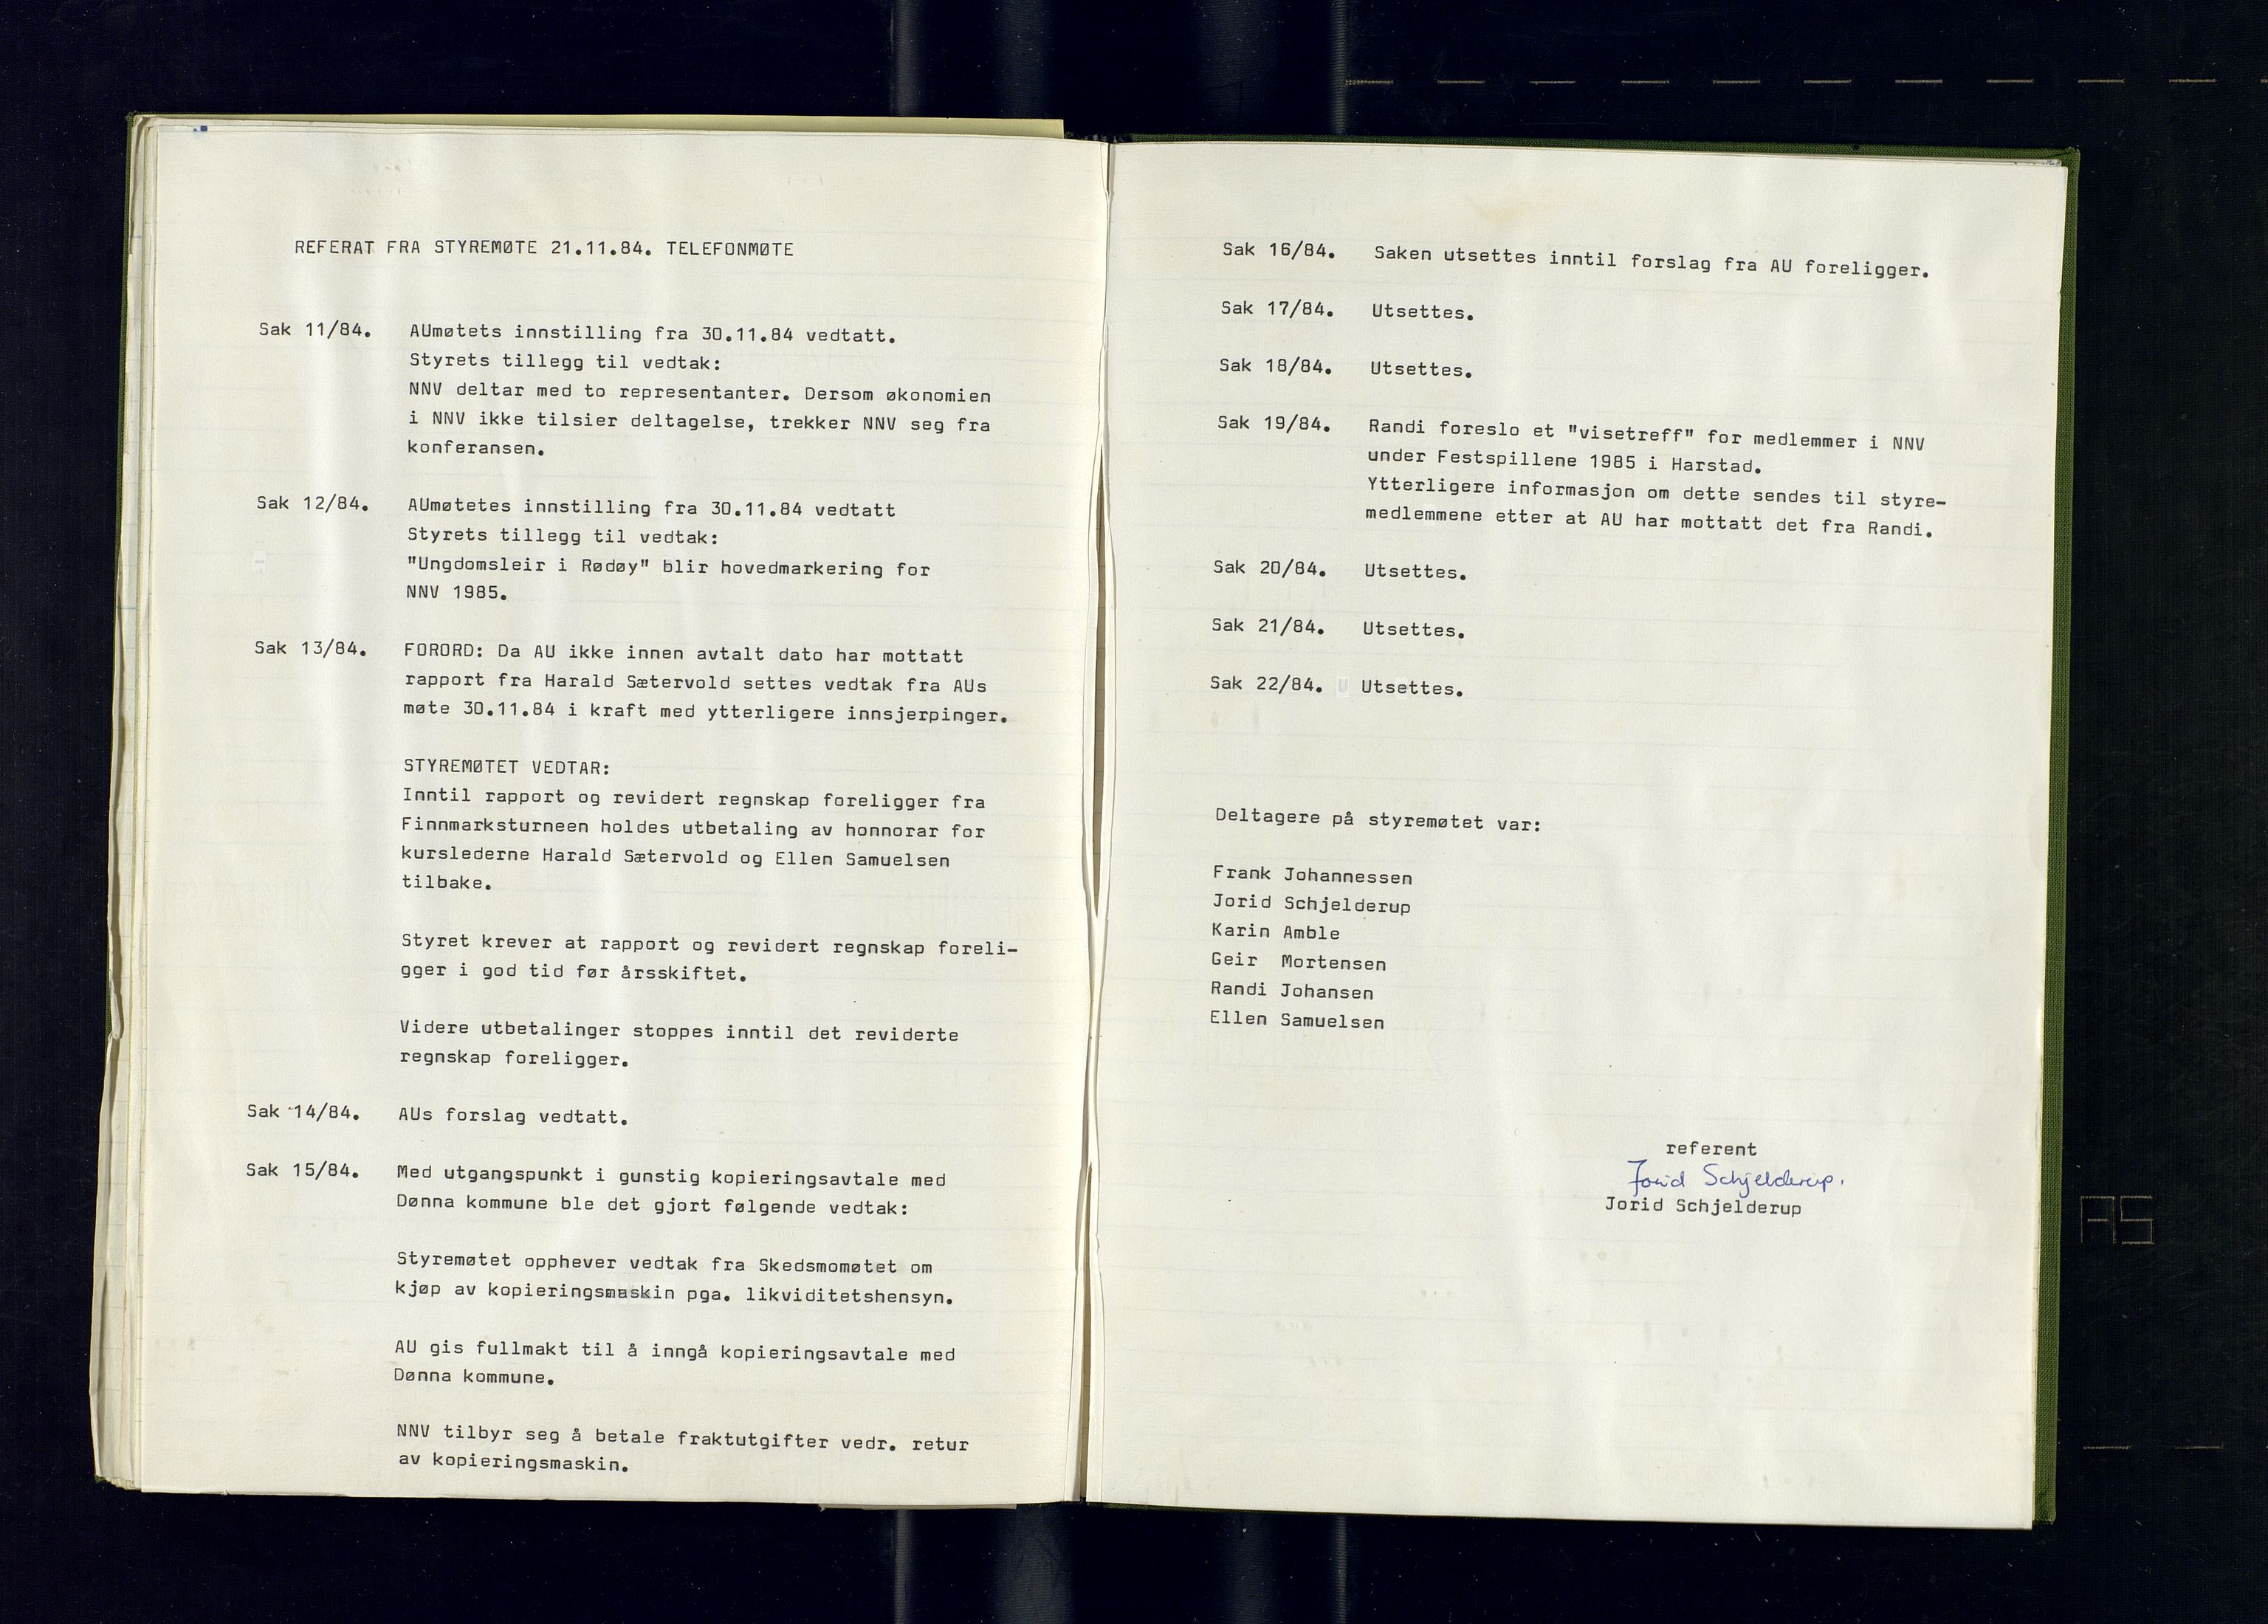 REFERAT FRA STYREMØTE 21.11.84. TELEFONMØTE
Sak 11/84. AUmøtets innstilling fra 30.11.84 vedtatt.
Styrets tillegg til vedtak:
NNV deltar med to representanter. Dersom økonomien
i NNV ikke tilsier deltagelse, trekker NNV seg fra
konferansen.
Sak 12/84. AUmøtetes innstilling fra 30.11.84 vedtatt
Styrets tillegg til vedtak:
"Ungdomsleir i Rødøy" blir hovedmarkering for
NNV 1985.
Sak 13/84. FORORD: Da AU ikke innen avtalt dato har mottatt
rapport fra Harald Sætervold settes vedtak fra AUs
møte 30.11.84 i kraft med ytterligere innsjerpinger.
STYREMØTET VEDTAR:
Inntil rapport og revidert regnskap foreligger fra
Finnmarksturneen holdes utbetaling av honnorar for
kurslederne Harald Sætervold og Ellen Samuelsen
tilbake.
Styret krever at rapport og revidert regnskap foreli-
gger i god tid før årsskiftet.
Videre utbetalinger stoppes inntil det reviderte
regnskap foreligger.
Sak 14/84. AUs forslag vedtatt.
Sak 15/84. Med utgangspunkt i gunstig kopieringsavtale med
Dønna kommune ble det gjort følgende vedtak:
Styremøtet opphever vedtak fra Skedsmomøtet om
kjøp av kopieringsmaskin pga. likviditetshensyn.
AU gis fullmakt til å inngå kopieringsavtale med
Dønna kommune.
NNV tilbyr seg å betale fraktutgifter vedr. retur
av kopieringsmaskin.
Sak 16/84. Saken utsettes inntil forslag fra AU foreligger.
Sak 17/84. Utsettes.
Sak 18/84. Utsettes.
Sak 19/84. Randi foreslo et "visetreff" for medlemmer i NNV
under Festspillene 1985 i Harstad.
Ytterligere informasjon om dette sendes til styre-
medlemmene etter at AU har mottatt det fra Randi.
Sak 20/84. Utsettes.
Sak 21/84. Utsettes.
Sak 22/84. Utsettes.
Deltagere på styremøtet var:
Frank Johannessen
Jorid Schjelderup
Karin Amble
Geir  Mortensen
Randi Johansen
Ellen Samuelsen
referent
Jorid Schjelderup.
Jorid Schjelderup
AS